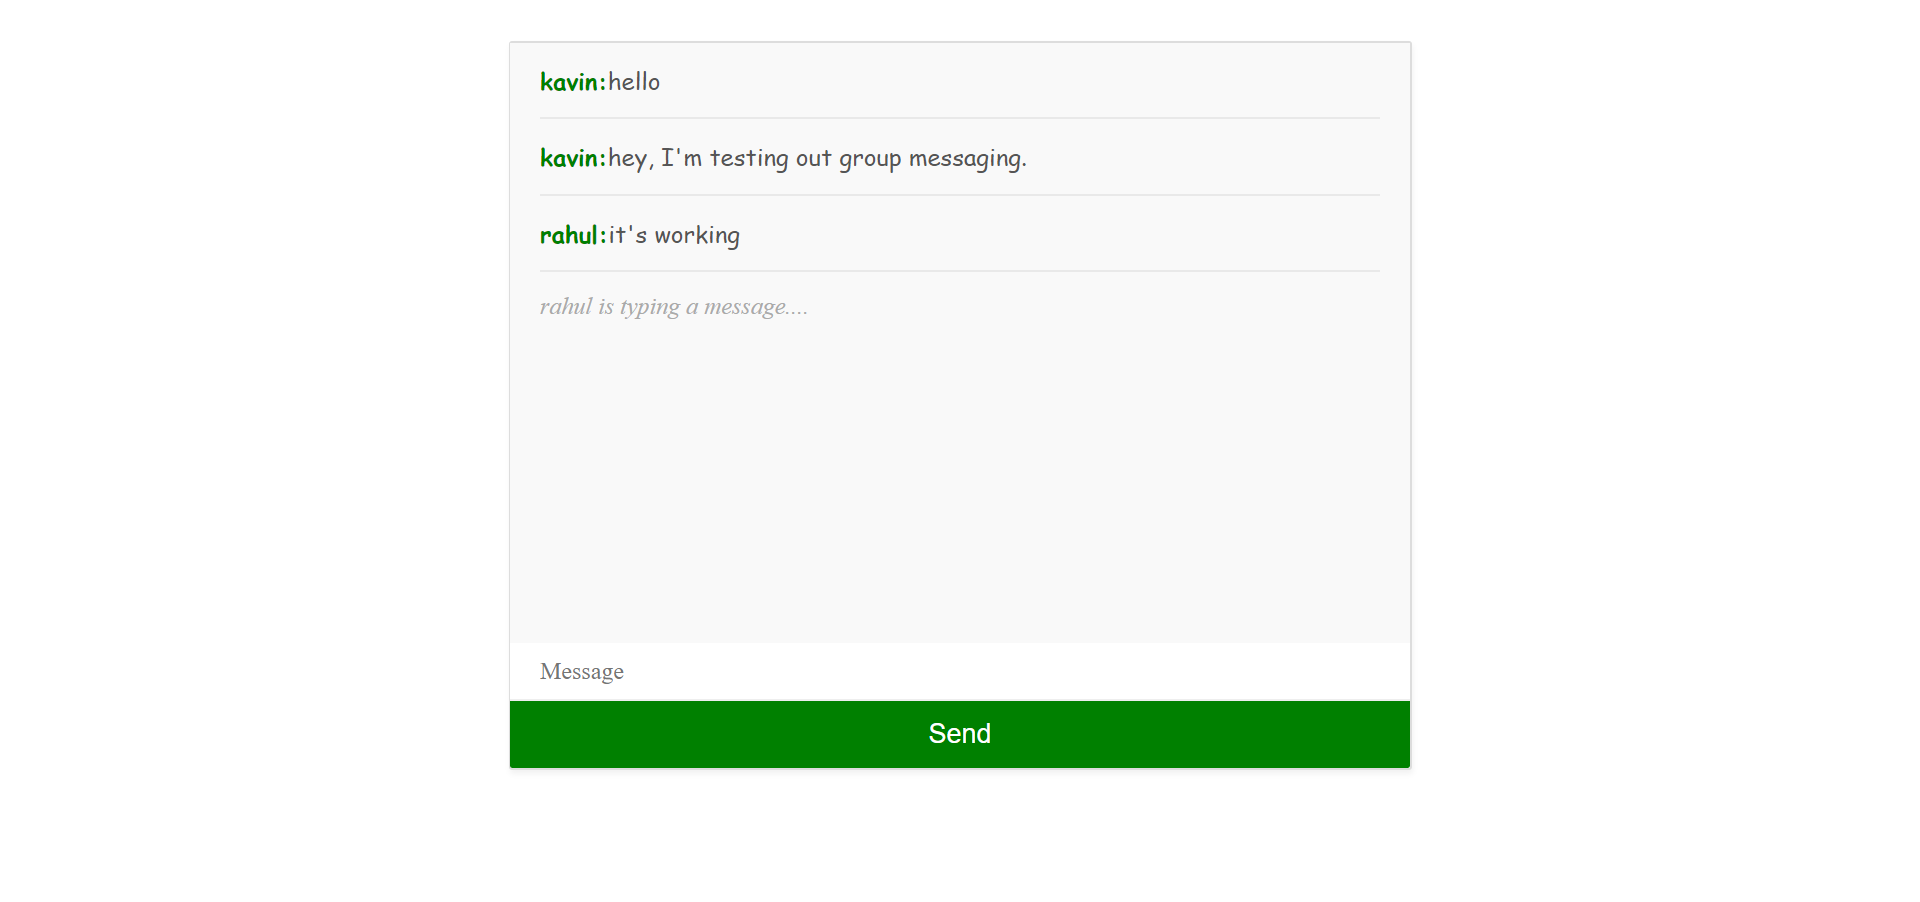 kavin:hello
kavin:hey, I'm testing out group messaging.
rahul:it's working
rahul is typing a message....
Message
Send